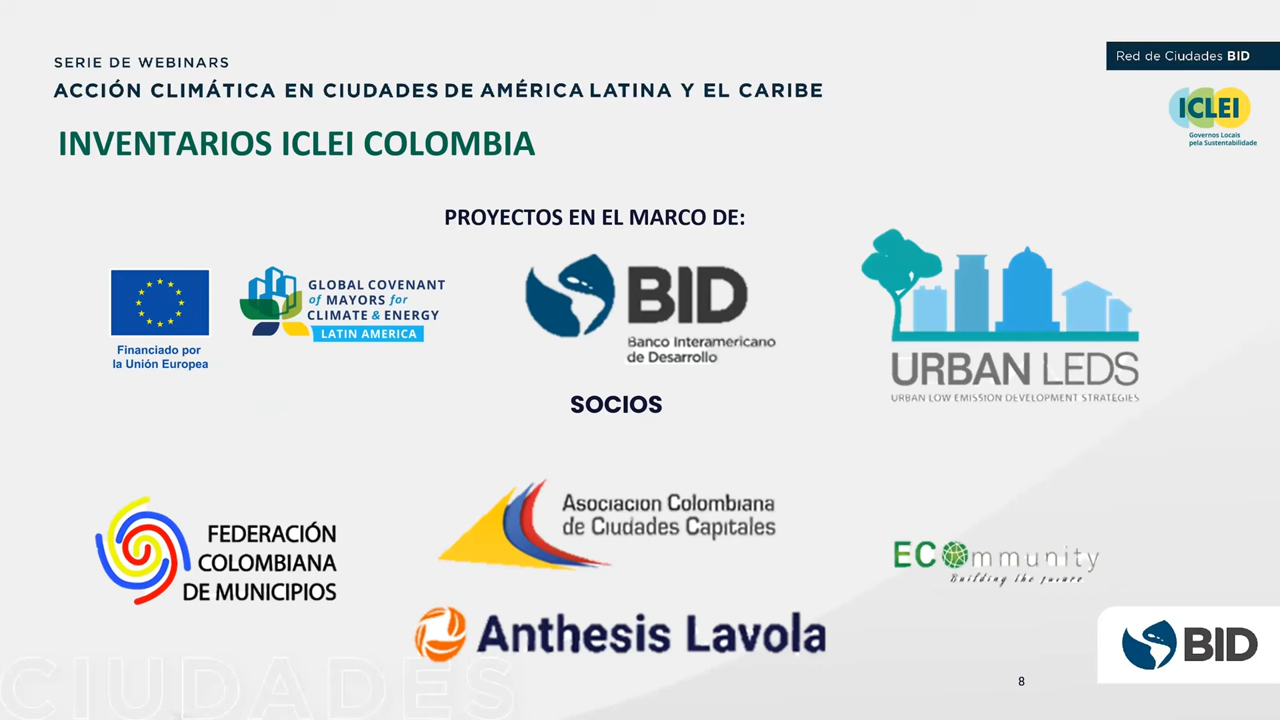 SERIE DE WEBINARS
ACCIÓN CLIMÁTICA EN CIUDADES DE AMÉRICA LATINA Y EL CARIBE
Red de Ciudades BID
ICLEI
Governos Locais
pela Sustentabilidade
INVENTARIOS ICLEI COLOMBIA
PROYECTOS EN EL MARCO DE:
Financiado por
la Unión Europea
GLOBAL COVENANT
of MAYORS for
CLIMATE & ENERGY
LATIN AMERICA
BID
Banco Interamericano
de Desarrollo
URBAN LEDS
URBAN LOW EMISSION DEVELOPMENT STRATEGIES
SOCIOS
FEDERACIÓN
COLOMBIANA
DE MUNICIPIOS
Asociacion Colombiana
de Ciudades Capitales
ECOmmunity
Building the future
Anthesis Lavola
BID
8
CIUDADES